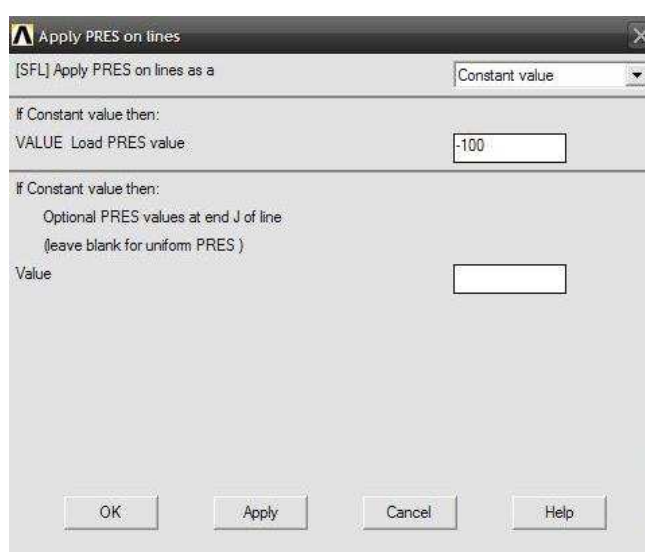 Apply PRES on lines
[SFL] Apply PRES on lines as a Constant value
If Constant value then:
VALUE Load PRES value -100
If Constant value then:
Optional PRES values at end J of line
(leave blank for uniform PRES )
Value
OK Apply Cancel Help